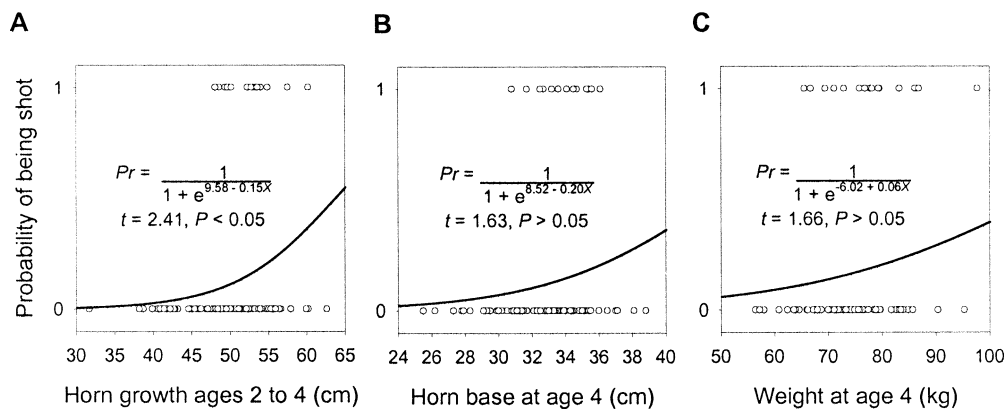 A
B
C
Probability of being shot
1
0
Pr = 1 / 1 + e^9.58 - 0.15X
t = 2.41, P < 0.05
30 35 40 45 50 55 60 65
Horn growth ages 2 to 4 (cm)
1
0
Pr = 1 / 1 + e^8.52 - 0.20X
t = 1.63, P > 0.05
24 26 28 30 32 34 36 38 40
Horn base at age 4 (cm)
1
0
Pr = 1 / 1 + e^-6.02 + 0.06X
t = 1.66, P > 0.05
50 60 70 80 90 100
Weight at age 4 (kg)